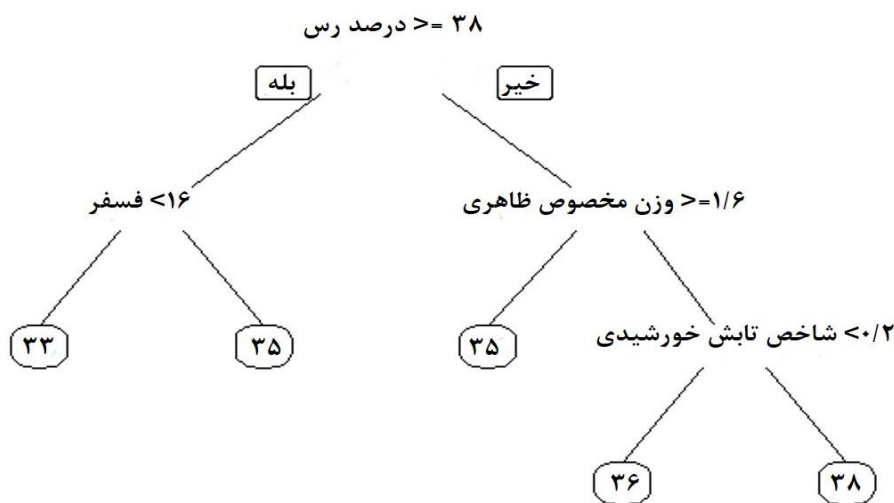 درصد رس >= ۳۸
بله
خیر
فسفر <۱۶
وزن مخصوص ظاهری >=۱/۶
۳۳
۳۵
۳۵
شاخص تابش خورشیدی <۰/۲
۳۶
۳۸